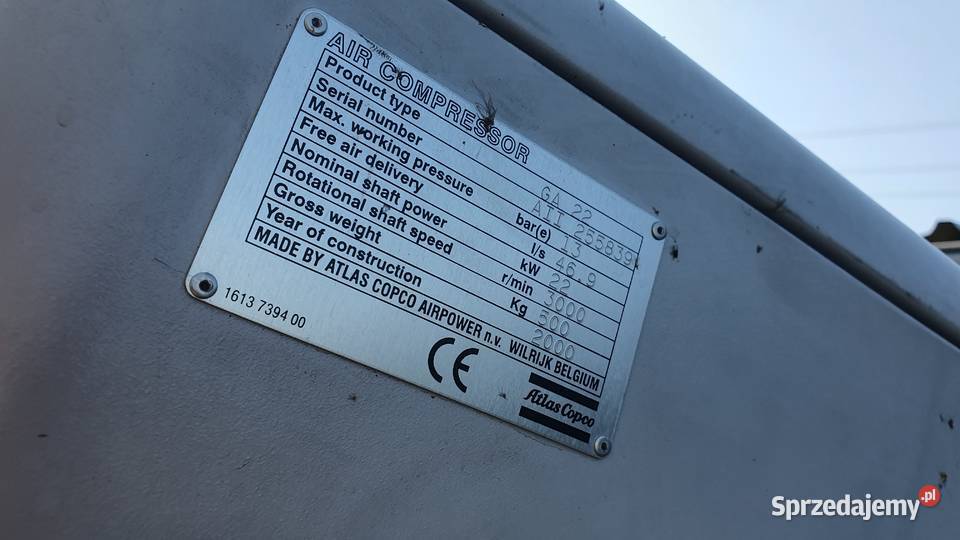 AIR COMPRESSOR
Product type GA 22
Serial number AII 255839
Max. working pressure bar(e) 13
Free air delivery l/s 46.9
Nominal shaft power kW 22
Rotational shaft speed r/min 3000
Gross weight Kg 500
Year of construction 2000
MADE BY ATLAS COPCO AIRPOWER n.v. WILRIJK BELGIUM
1613 7394 00
CE
Atlas Copco
Sprzedajemy.pl